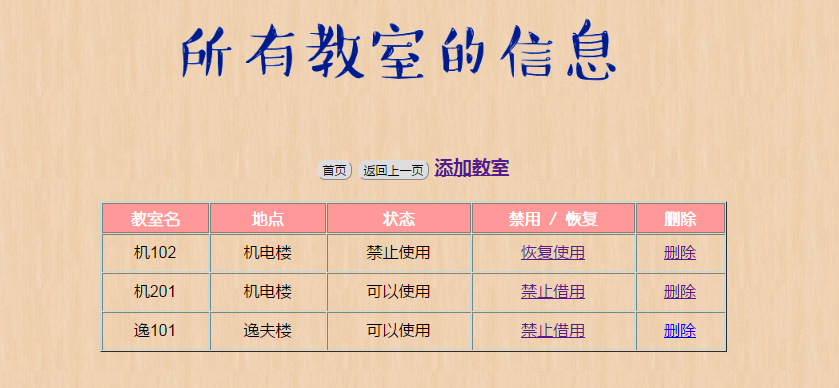 所有教室的信息
首页 返回上一页 添加教室
教室名 地点 状态 禁用 / 恢复 删除
机102 机电楼 禁止使用 恢复使用 删除
机201 机电楼 可以使用 禁止借用 删除
逸101 逸夫楼 可以使用 禁止借用 删除